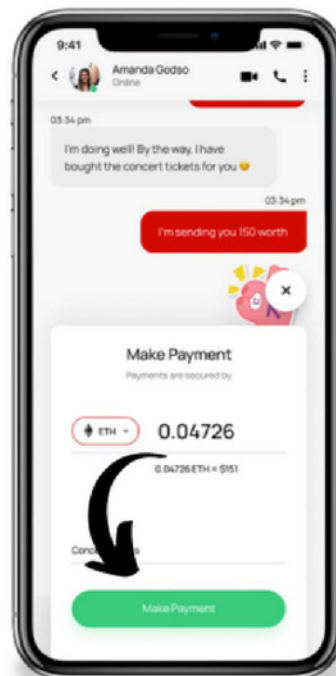 9:41
Amanda Godso
Online
03:34 pm
I'm doing well! By the way, I have
bought the concert tickets for you
03:34 pm
I'm sending you 150 worth
Make Payment
Payments are secured by
ETH
0.04726
0.04726 ETH = $151
Make Payment